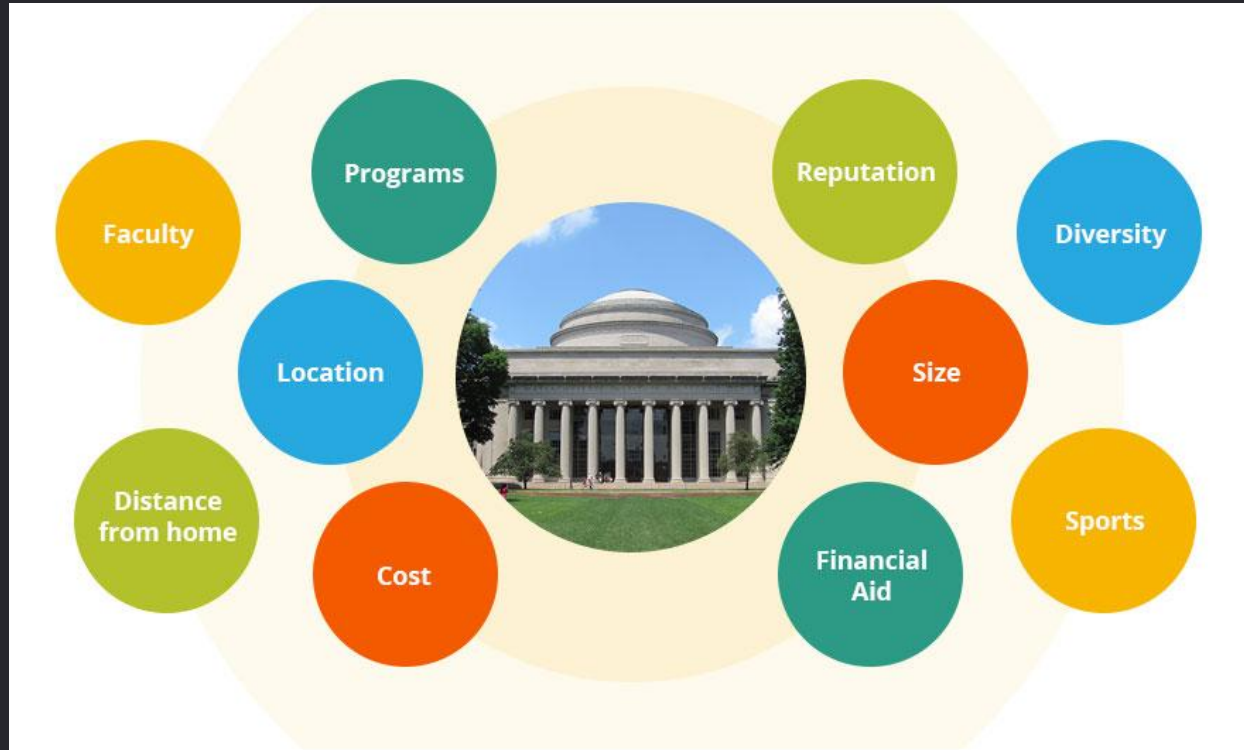 Programs
Reputation
Faculty
Diversity
Location
Size
Distance
from home
Cost
Financial
Aid
Sports